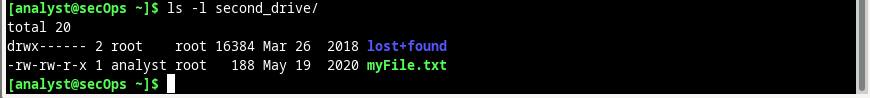 [analyst@secOps ~]$ ls -l second_drive/
total 20
drwx------ 2 root    root 16384 Mar 26  2018 lost+found
-rw-rw-r-x 1 analyst root   188 May 19  2020 myFile.txt
[analyst@secOps ~]$